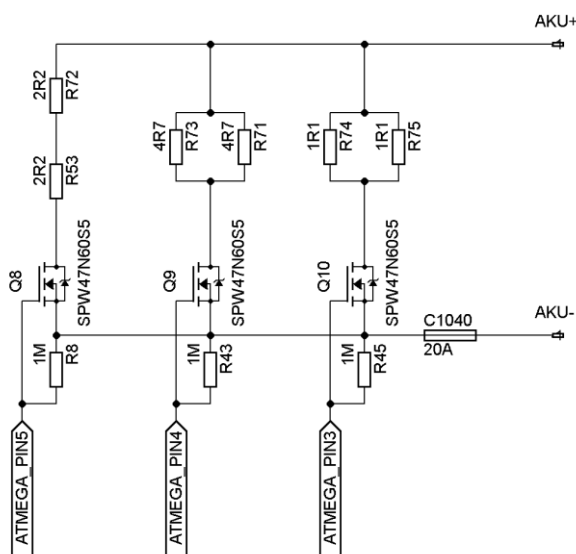 AKU+
2R2
R72
4R7
R73
4R7
R71
1R1
R74
1R1
R75
2R2
R53
Q8
SPW47N60S5
Q9
SPW47N60S5
Q10
SPW47N60S5
C1040
20A
AKU-
1M
R8
1M
R43
1M
R45
ATMEGA_PIN5
ATMEGA_PIN4
ATMEGA_PIN3